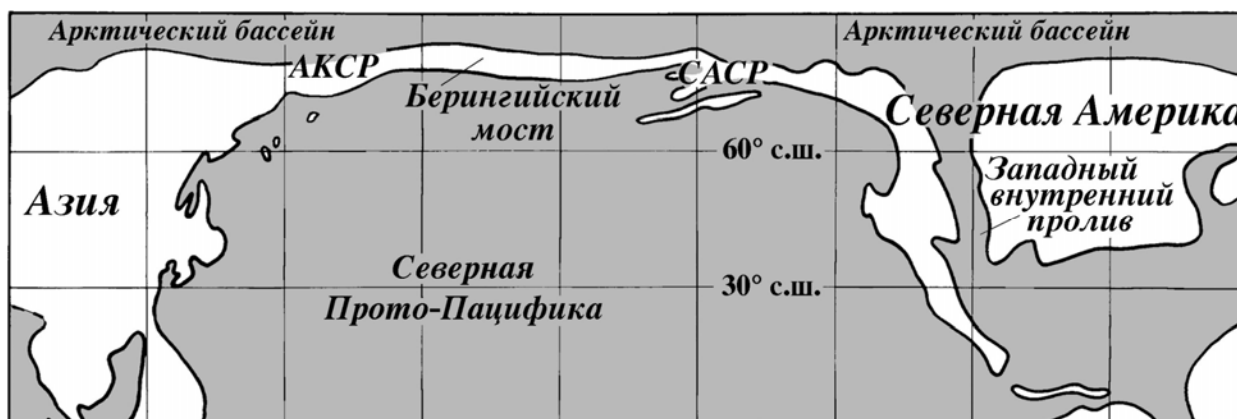 Арктический бассейн
Арктический бассейн
АКСР
САСР
Берингийский
мост
Северная Америка
60° с.ш.
Западный
внутренний
пролив
Азия
Северная
Прото-Пацифика
30° с.ш.